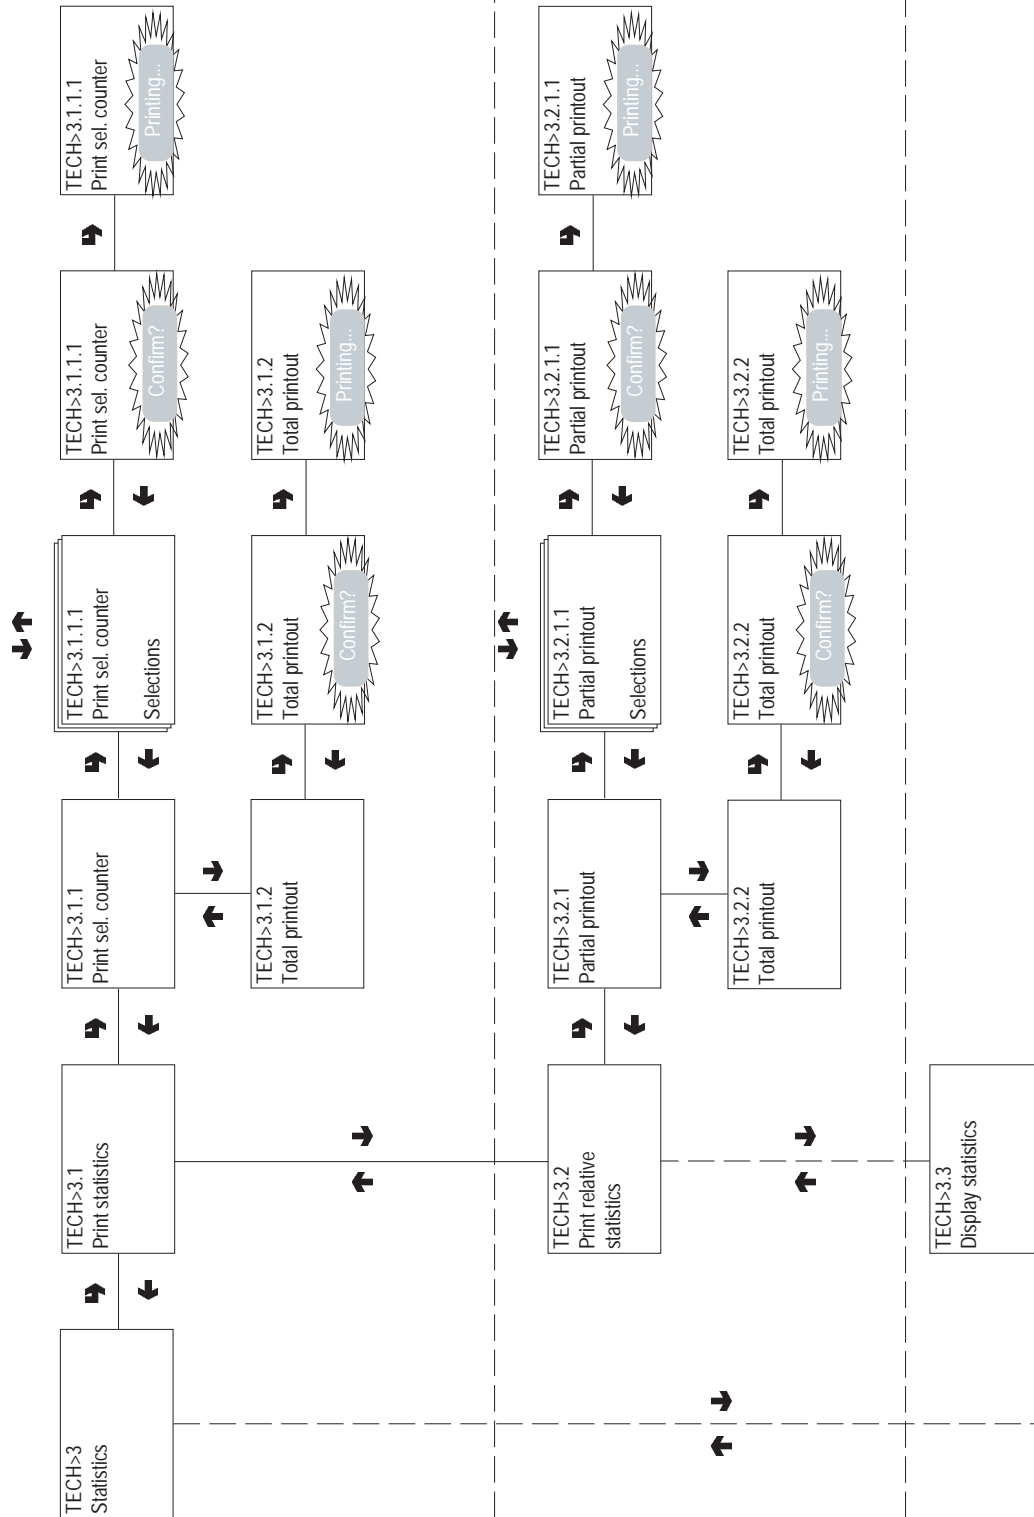 TECH>3
Statistics
TECH>3.1
Print statistics
TECH>3.1.1
Print sel. counter
TECH>3.1.1.1
Print sel. counter
Selections
TECH>3.1.1.1
Print sel. counter
Confirm?
TECH>3.1.1.1
Print sel. counter
Printing...
TECH>3.1.2
Total printout
TECH>3.1.2
Total printout
Confirm?
TECH>3.1.2
Total printout
Printing...
TECH>3.2
Print relative
statistics
TECH>3.2.1
Partial printout
TECH>3.2.1.1
Partial printout
Selections
TECH>3.2.1.1
Partial printout
Confirm?
TECH>3.2.1.1
Partial printout
Printing...
TECH>3.2.2
Total printout
TECH>3.2.2
Total printout
Confirm?
TECH>3.2.2
Total printout
Printing...
TECH>3.3
Display statistics